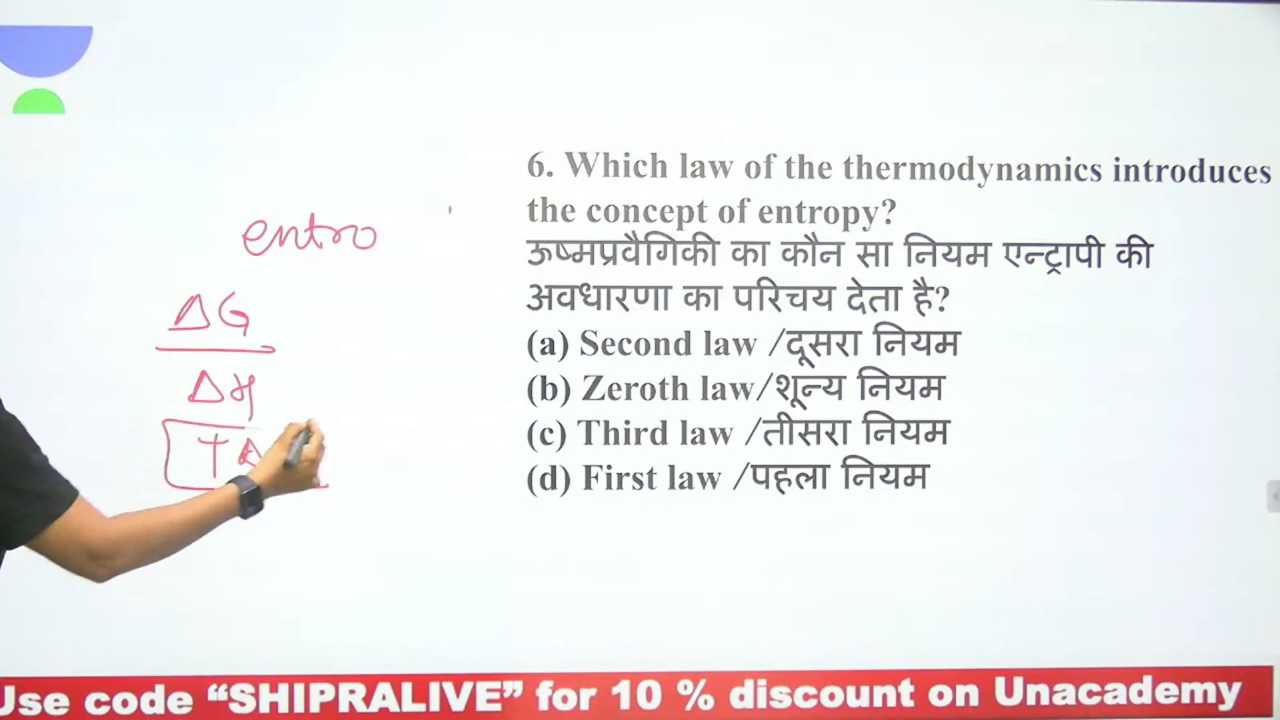 6. Which law of the thermodynamics introduces
the concept of entropy?
ऊष्मप्रवैगिकी का कौन सा नियम एन्ट्रापी की
अवधारणा का परिचय देता है?
(a) Second law /दूसरा नियम
(b) Zeroth law/शून्य नियम
(c) Third law /तीसरा नियम
(d) First law /पहला नियम
entro
ΔG
ΔH
TΔ
Use code “SHIPRALIVE” for 10 % discount on Unacademy